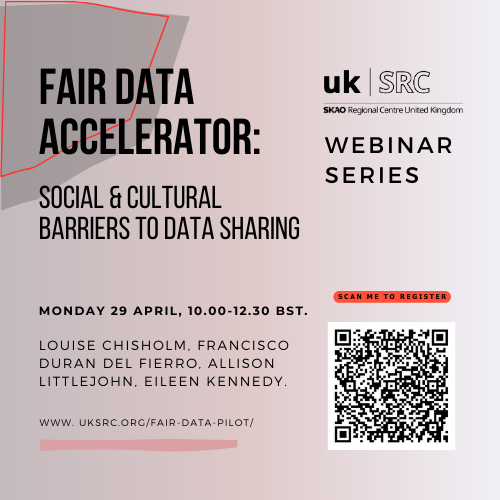 FAIR DATA
ACCELERATOR:
SOCIAL & CULTURAL
BARRIERS TO DATA SHARING
uk | SRC
SKAO Regional Centre United Kingdom
WEBINAR
SERIES
MONDAY 29 APRIL, 10.00-12.30 BST.
LOUISE CHISHOLM, FRANCISCO
DURAN DEL FIERRO, ALLISON
LITTLEJOHN, EILEEN KENNEDY.
WWW. UKSRC.ORG/FAIR-DATA-PILOT/
SCAN ME TO REGISTER